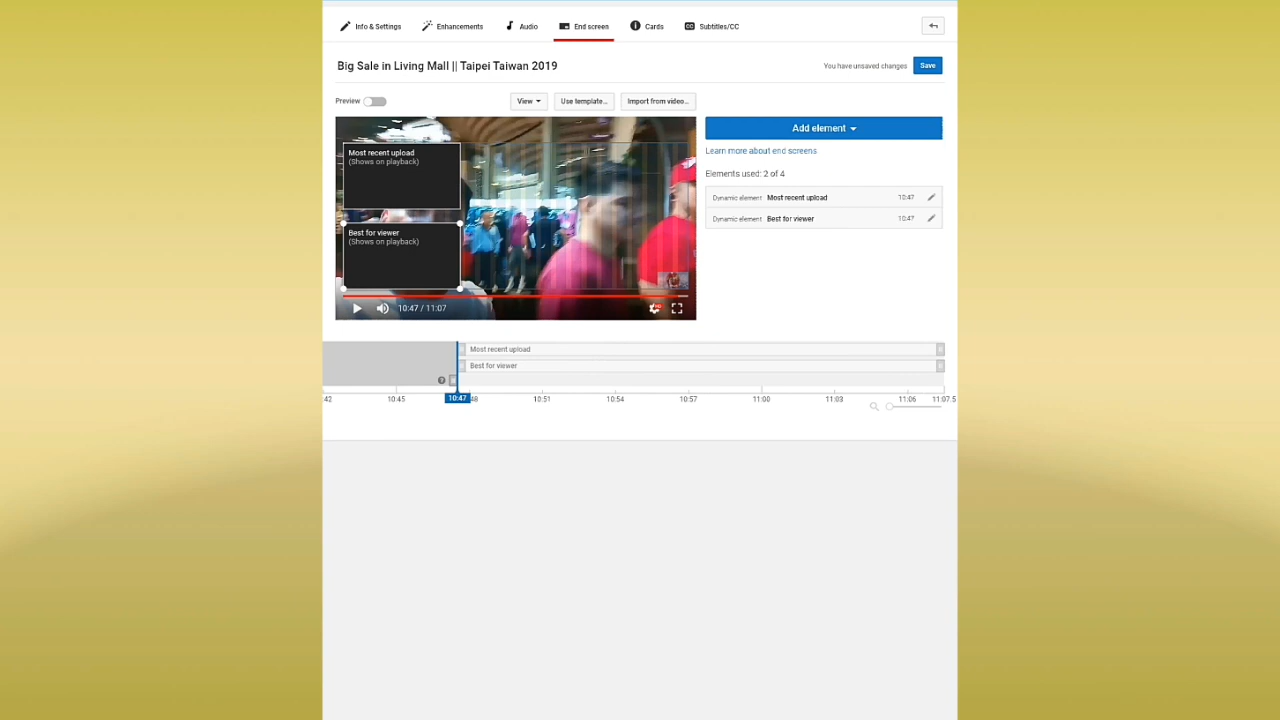 Info & Settings
Enhancements
Audio
End screen
Cards
Subtitles/CC
Big Sale in Living Mall || Taipei Taiwan 2019
You have unsaved changes
Save
Preview
View
Use template...
Import from video...
Add element
Learn more about end screens
Elements used: 2 of 4
Dynamic element Most recent upload 10:47
Dynamic element Best for viewer 10:47
Most recent upload
(Shows on playback)
Best for viewer
(Shows on playback)
10:47 / 11:07
Most recent upload
Best for viewer
42 10:45 10:47 48 10:51 10:54 10:57 11:00 11:03 11:06 11:07.5